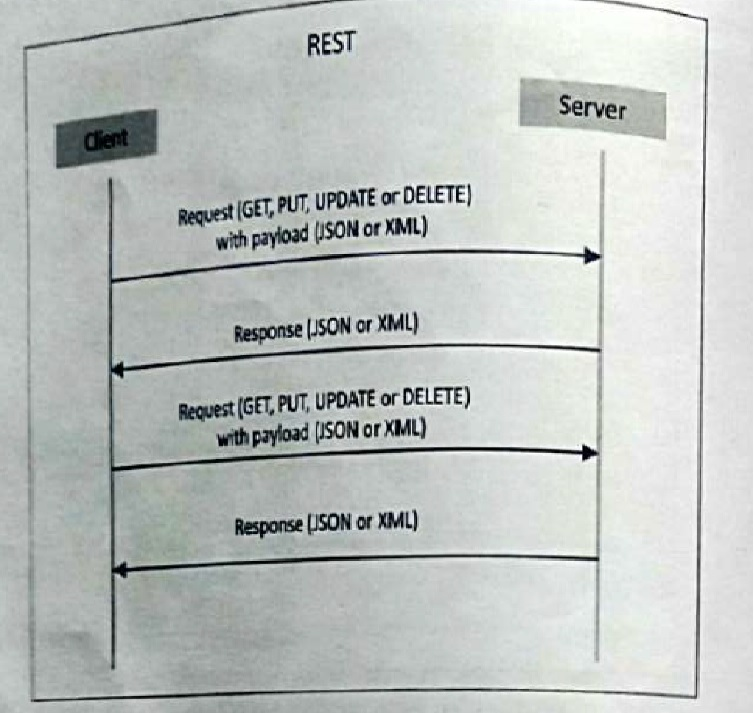 REST
Client
Server
Request (GET, PUT, UPDATE or DELETE)
with payload (JSON or XML)
Response (JSON or XML)
Request (GET, PUT, UPDATE or DELETE)
with payload (JSON or XML)
Response (JSON or XML)